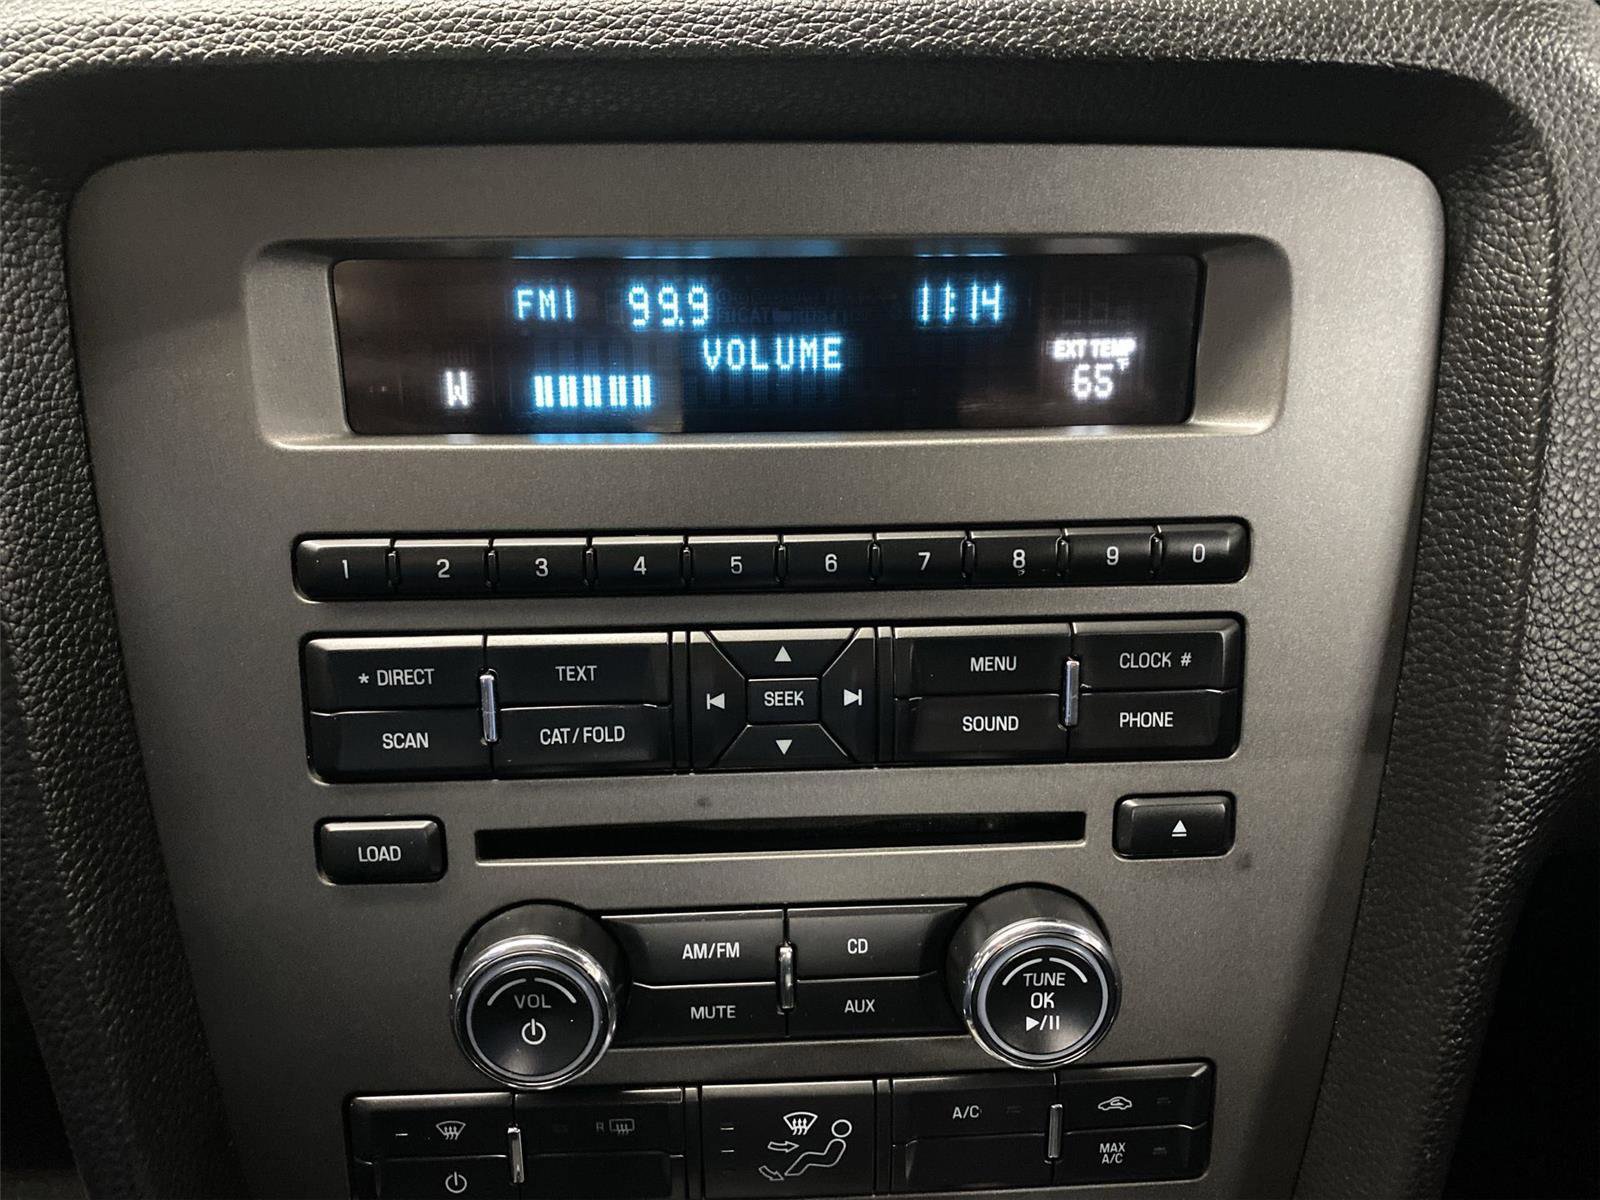 FM1 99.9 11:14
VOLUME
EXT TEMP
W 65°F
1 2 3 4 5 6 7 8 9 0
* DIRECT TEXT MENU CLOCK #
SEEK
SCAN CAT/FOLD SOUND PHONE
LOAD
AM/FM CD
VOL TUNE
OK
MUTE AUX
R A/C
MAX
A/C